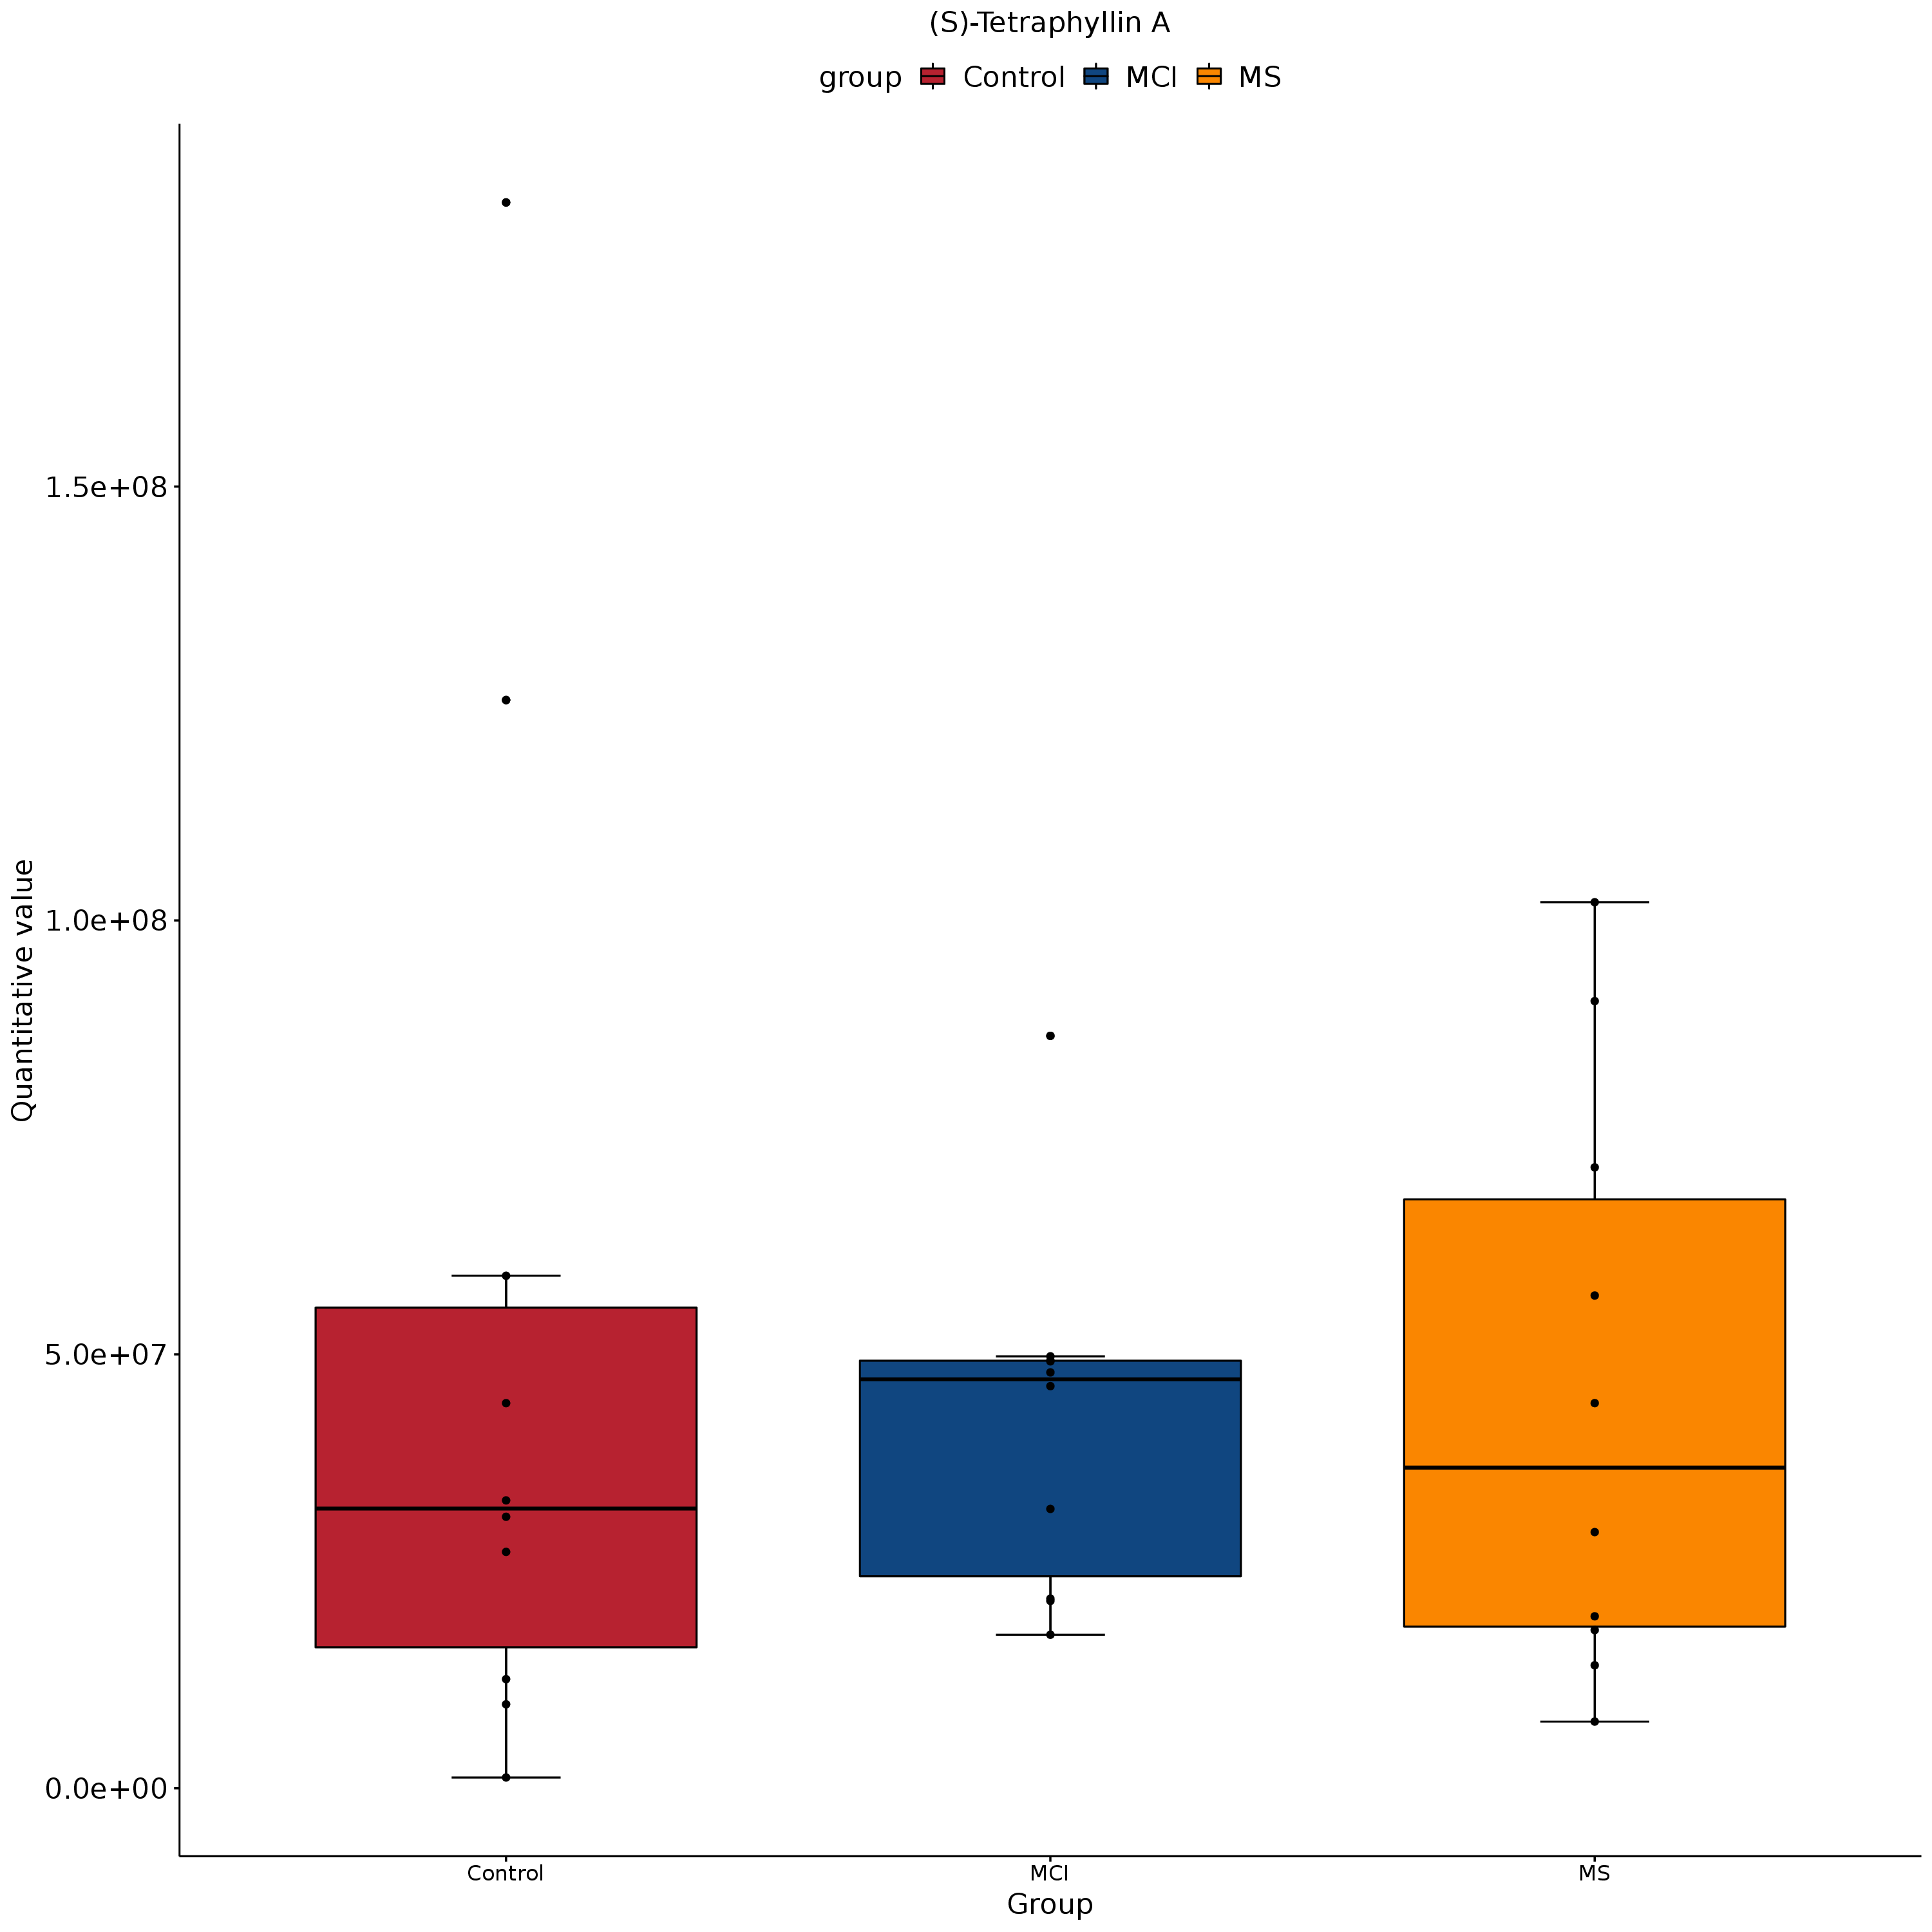 (S)-Tetraphyllin A
group Control MCI MS
Quantitative value
1.5e+08
1.0e+08
5.0e+07
0.0e+00
Control MCI MS
Group